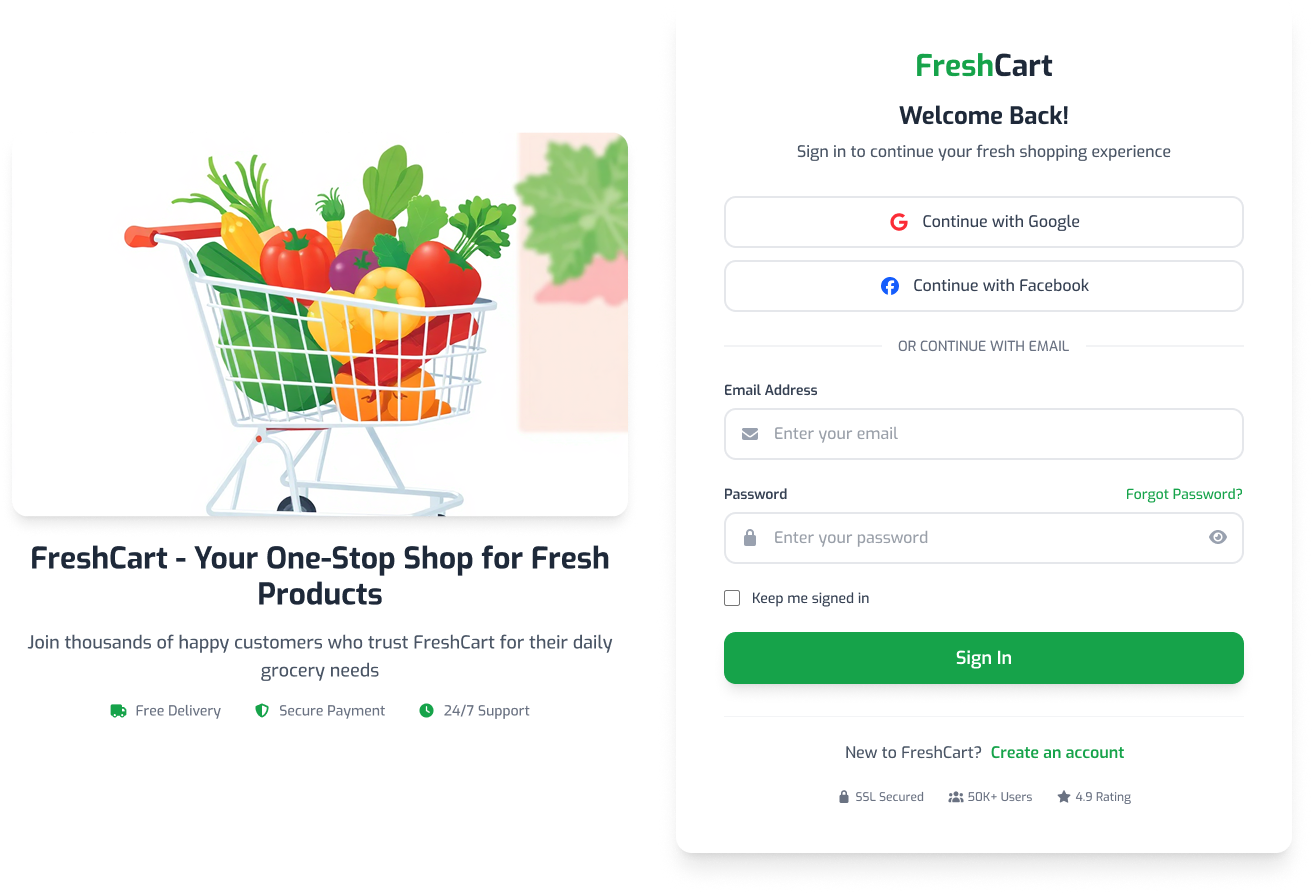 FreshCart - Your One-Stop Shop for Fresh
Products
Join thousands of happy customers who trust FreshCart for their daily
grocery needs
Free Delivery
Secure Payment
24/7 Support
FreshCart
Welcome Back!
Sign in to continue your fresh shopping experience
Continue with Google
Continue with Facebook
OR CONTINUE WITH EMAIL
Email Address
Enter your email
Password
Forgot Password?
Enter your password
Keep me signed in
Sign In
New to FreshCart? Create an account
SSL Secured
50K+ Users
4.9 Rating